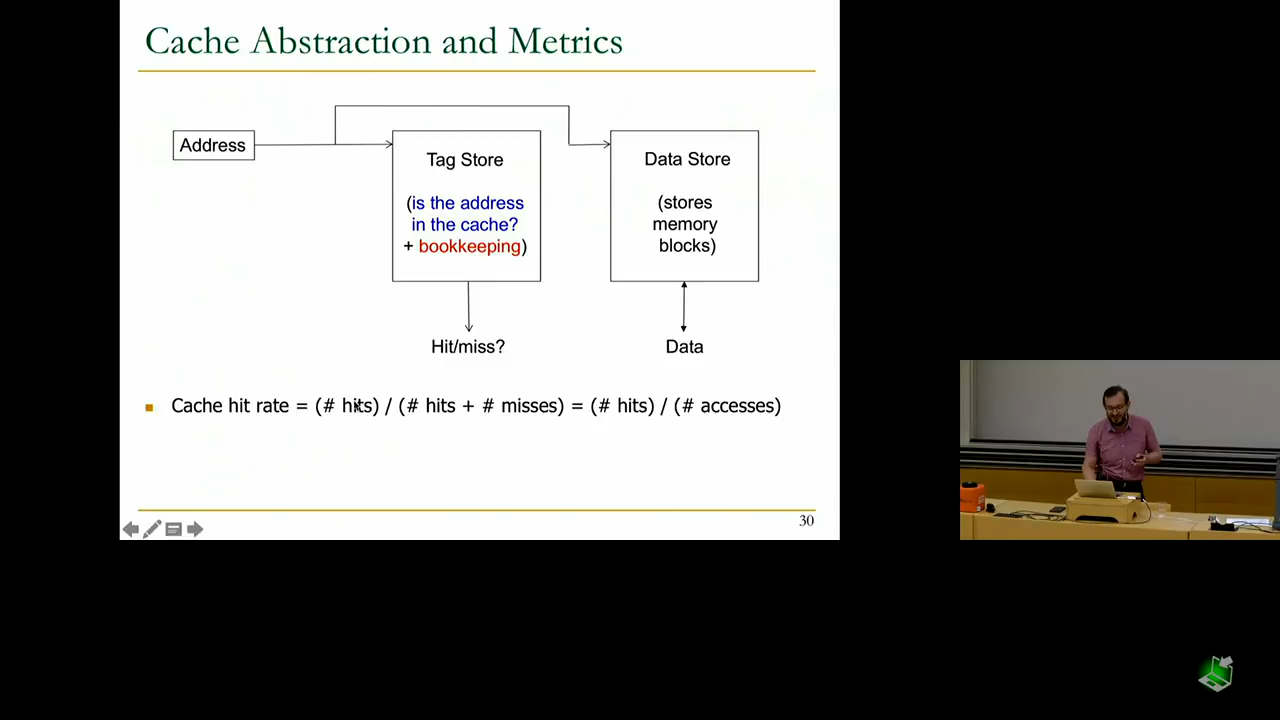 Cache Abstraction and Metrics
Address
Tag Store
(is the address
in the cache?
+ bookkeeping)
Data Store
(stores
memory
blocks)
Hit/miss?
Data
Cache hit rate = (# hits) / (# hits + # misses) = (# hits) / (# accesses)
30